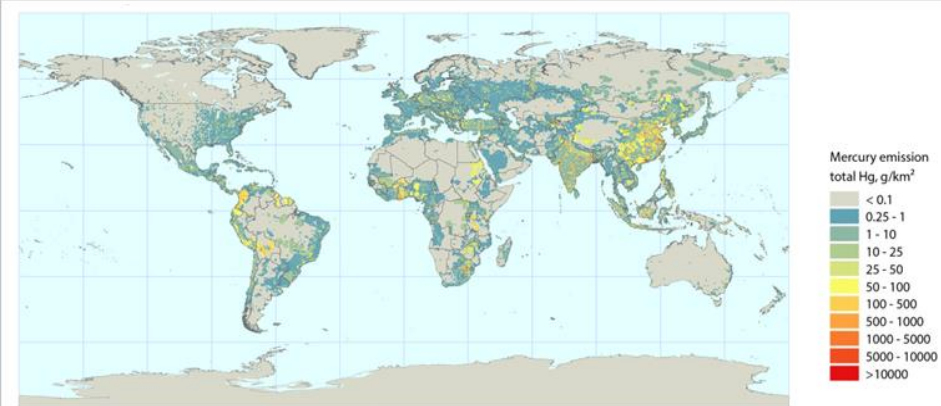 Mercury emission
total Hg, g/km²
< 0.1
0.25 - 1
1 - 10
10 - 25
25 - 50
50 - 100
100 - 500
500 - 1000
1000 - 5000
5000 - 10000
>10000